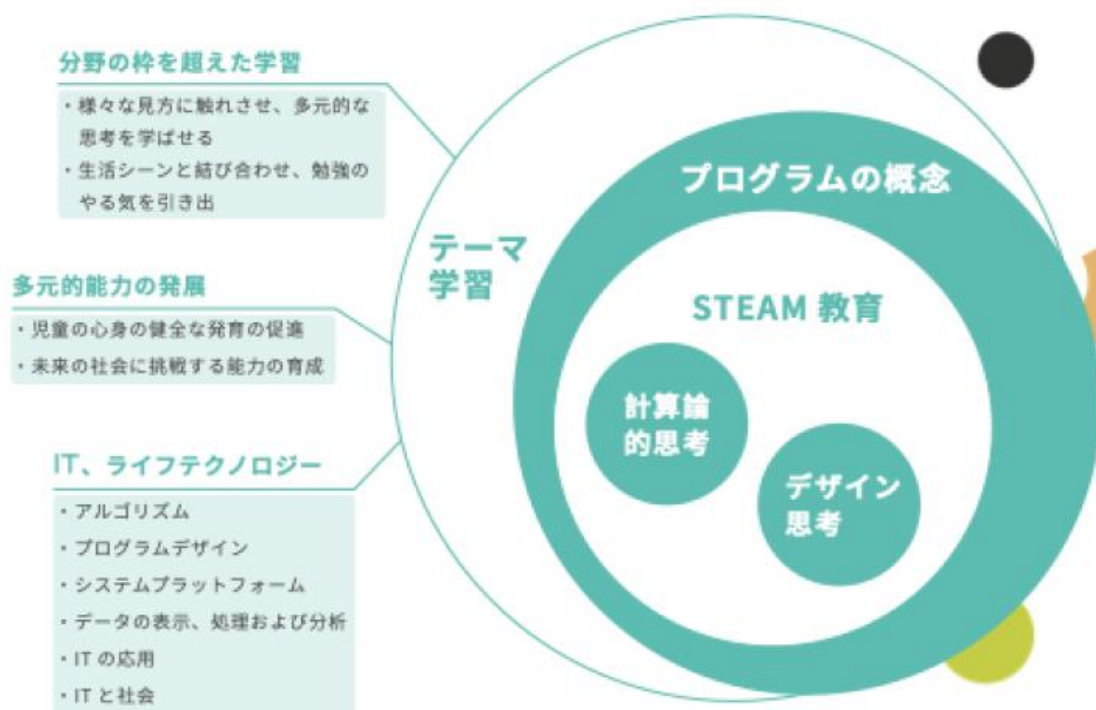 分野の枠を超えた学習
・様々な見方に触れさせ、多元的な
思考を学ばせる
・生活シーンと結び合わせ、勉強の
やる気を引き出
多元的能力の発展
・児童の心身の健全な発育の促進
・未来の社会に挑戦する能力の育成
IT、ライフテクノロジー
・アルゴリズム
・プログラムデザイン
・システムプラットフォーム
・データの表示、処理および分析
・IT の応用
・IT と社会
テーマ
学習
プログラムの概念
STEAM 教育
計算論
的思考
デザイン
思考